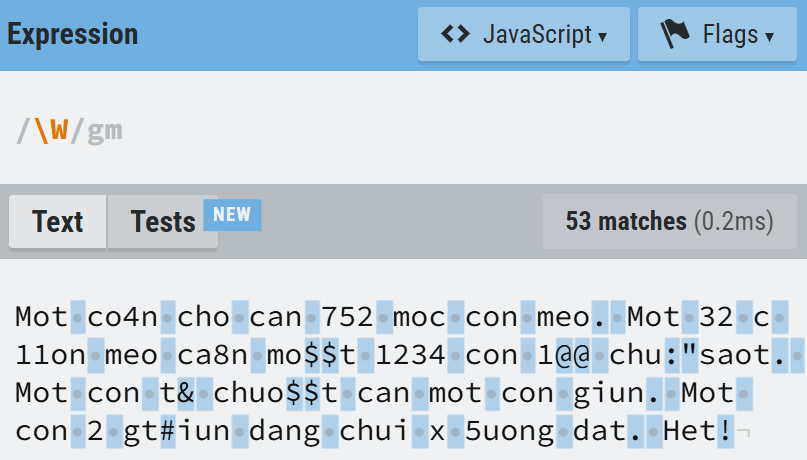 Expression
<> JavaScript ▾ Flags ▾
/\W/gm
Text Tests NEW 53 matches (0.2ms)
Mot co4n cho can 752 moc con meo. Mot 32 c
11on meo ca8n mo$$t 1234 con 1@@ chu:"saot.
Mot con t& chuo$$t can mot con giun. Mot
con 2 gt#iun dang chui x 5uong dat. Het!¬